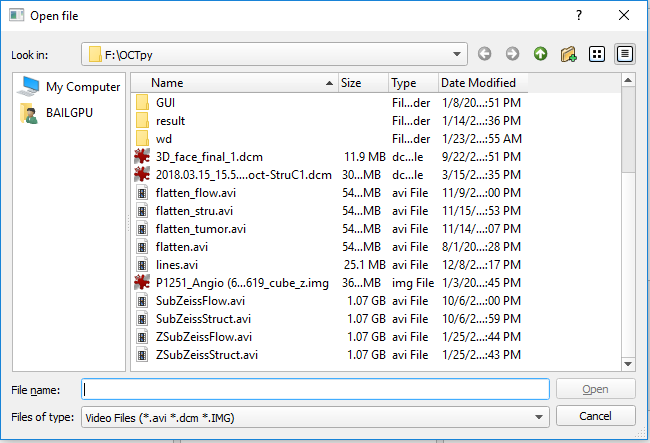 Open file
? ×
Look in: F:\OCTpy
My Computer
BAILGPU
Name Size Type Date Modified
GUI Fil...der 1/8/20...:51 PM
result Fil...der 1/14/2...:36 PM
wd Fil...der 1/23/2...:55 AM
3D_face_final_1.dcm 11.9 MB dc...le 9/22/2...:51 PM
2018.03.15_15.5....oct-StruC1.dcm 30...MB dc...le 3/15/2...:35 PM
flatten_flow.avi 54...MB avi File 11/9/...:00 PM
flatten_stru.avi 54...MB avi File 11/15/...:53 PM
flatten_tumor.avi 54...MB avi File 11/14/...:07 PM
flatten.avi 54...MB avi File 8/1/20...:28 PM
lines.avi 25.1 MB avi File 12/8/2...:17 PM
P1251_Angio (6...619_cube_z.img 36...MB img File 1/3/20...:45 PM
SubZeissFlow.avi 1.07 GB avi File 10/6/...:00 PM
SubZeissStruct.avi 1.07 GB avi File 10/6/2...:59 PM
ZSubZeissFlow.avi 1.07 GB avi File 1/25/2...:44 PM
ZSubZeissStruct.avi 1.07 GB avi File 1/25/2...:43 PM
File name: Open
Files of type: Video Files (*.avi *.dcm *.IMG) Cancel